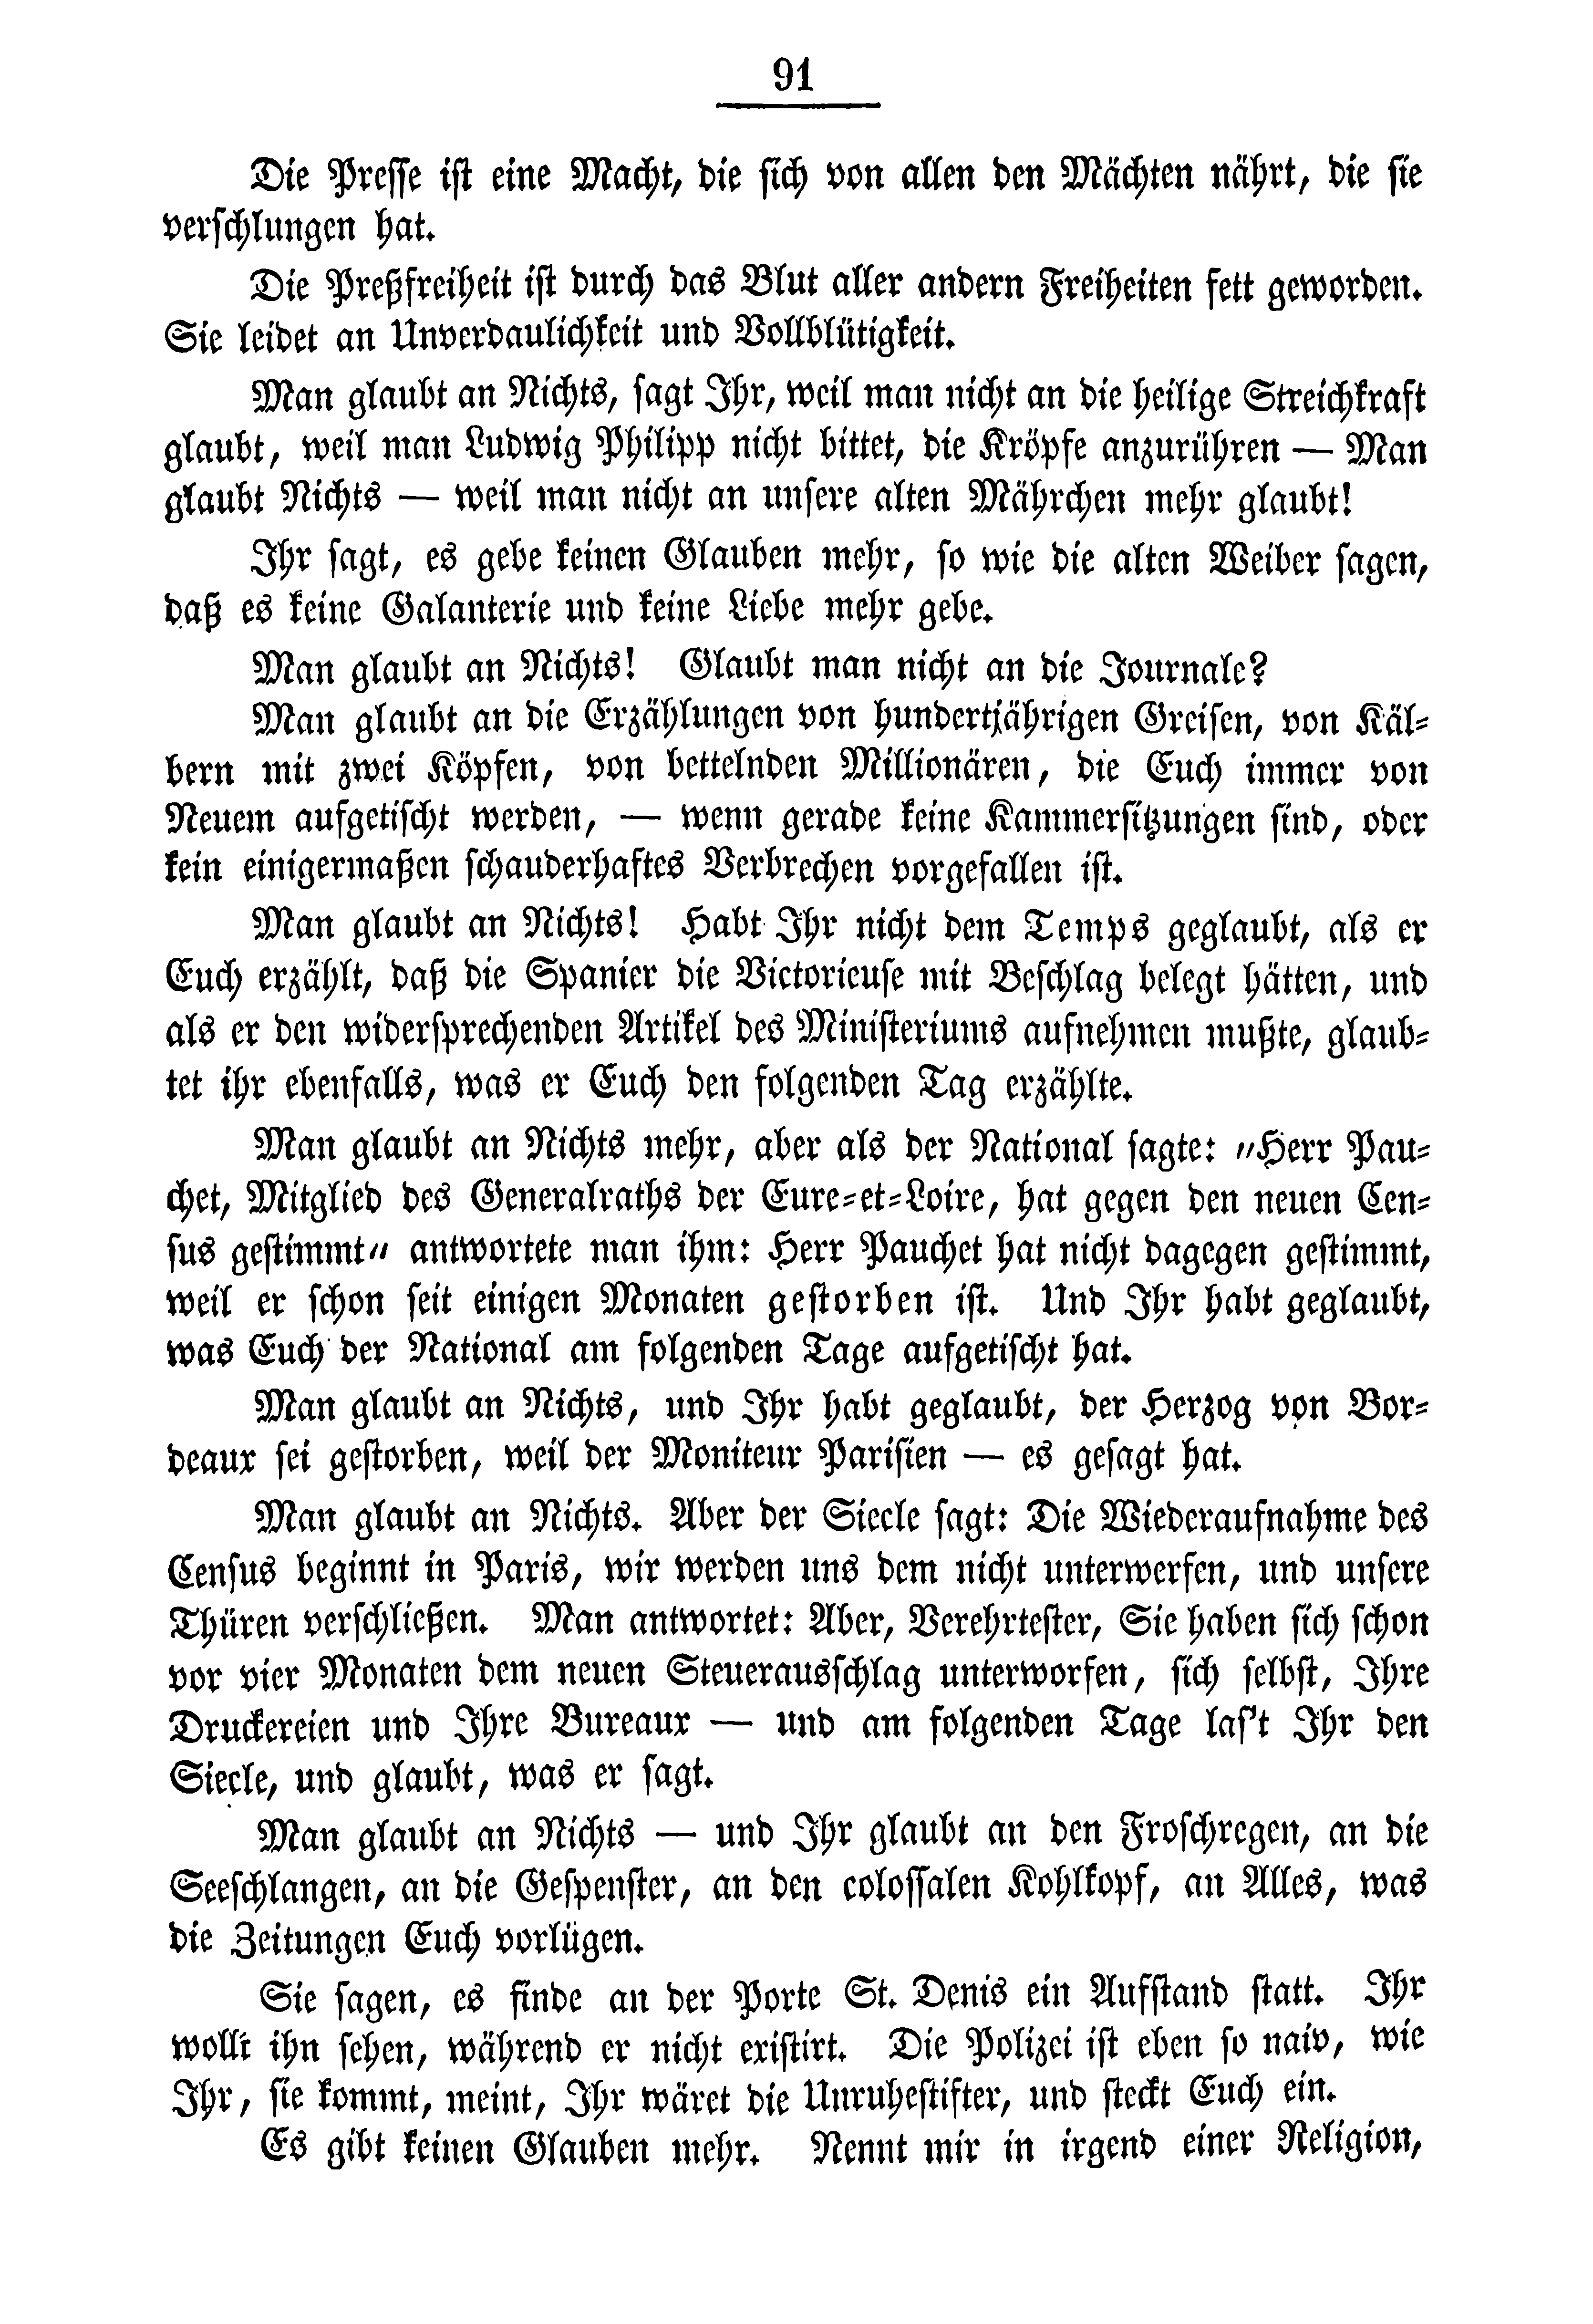 91
Die Presse ist eine Macht, die sich von allen den Mächten nährt, die sie
verschlungen hat.
Die Preßfreiheit ist durch das Blut aller andern Freiheiten fett geworden.
Sie leidet an Unverdaulichkeit und Vollblütigkeit.
Man glaubt an Nichts, sagt Ihr, weil man nicht an die heilige Streichkraft
glaubt, weil man Ludwig Philipp nicht bittet, die Kröpfe anzurühren — Man
glaubt Nichts — weil man nicht an unsere alten Mährchen mehr glaubt!
Ihr sagt, es gebe keinen Glauben mehr, so wie die alten Weiber sagen,
daß es keine Galanterie und keine Liebe mehr gebe.
Man glaubt an Nichts! Glaubt man nicht an die Journale?
Man glaubt an die Erzählungen von hundertjährigen Greisen, von Käl-
bern mit zwei Köpfen, von bettelnden Millionären, die Euch immer von
Neuem aufgetischt werden, — wenn gerade keine Kammersitzungen sind, oder
kein einigermaßen schauderhaftes Verbrechen vorgefallen ist.
Man glaubt an Nichts! Habt Ihr nicht dem Temps geglaubt, als er
Euch erzählt, daß die Spanier die Victorieuse mit Beschlag belegt hätten, und
als er den widersprechenden Artikel des Ministeriums aufnehmen mußte, glaub-
tet ihr ebenfalls, was er Euch den folgenden Tag erzählte.
Man glaubt an Nichts mehr, aber als der National sagte: „Herr Pau-
chet, Mitglied des Generalraths der Eure-et-Loire, hat gegen den neuen Cen-
sus gestimmt“ antwortete man ihm: Herr Pauchet hat nicht dagegen gestimmt,
weil er schon seit einigen Monaten gestorben ist. Und Ihr habt geglaubt,
was Euch der National am folgenden Tage aufgetischt hat.
Man glaubt an Nichts, und Ihr habt geglaubt, der Herzog von Bor-
deaux sei gestorben, weil der Moniteur Parisien — es gesagt hat.
Man glaubt an Nichts. Aber der Siecle sagt: Die Wiederaufnahme des
Census beginnt in Paris, wir werden uns dem nicht unterwerfen, und unsere
Thüren verschließen. Man antwortet: Aber, Verehrtester, Sie haben sich schon
vor vier Monaten dem neuen Steuerausschlag unterworfen, sich selbst, Ihre
Druckereien und Ihre Bureaux — und am folgenden Tage las't Ihr den
Siecle, und glaubt, was er sagt.
Man glaubt an Nichts — und Ihr glaubt an den Froschregen, an die
Seeschlangen, an die Gespenster, an den colossalen Kohlkopf, an Alles, was
die Zeitungen Euch vorlügen.
Sie sagen, es finde an der Porte St. Denis ein Aufstand statt. Ihr
wollt ihn sehen, während er nicht existirt. Die Polizei ist eben so naiv, wie
Ihr, sie kommt, meint, Ihr wäret die Unruhestifter, und steckt Euch ein.
Es gibt keinen Glauben mehr. Nennt mir in irgend einer Religion,